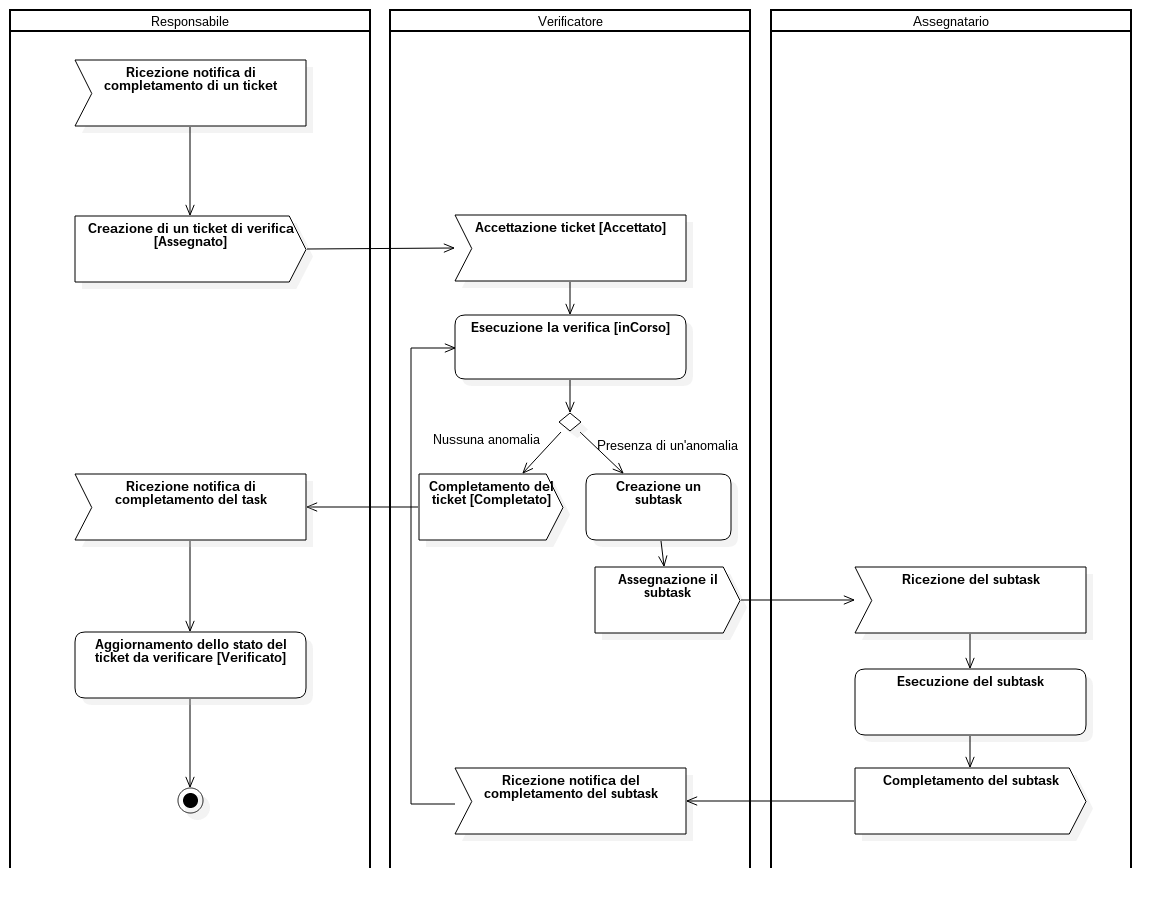 Responsabile
Verificatore
Assegnatario
Ricezione notifica di
completamento di un ticket
Creazione di un ticket di verifica
[Assegnato]
Accettazione ticket [Accettato]
Esecuzione la verifica [inCorso]
Nussuna anomalia
Presenza di un'anomalia
Ricezione notifica di
completamento del task
Completamento del
ticket [Completato]
Creazione un
subtask
Assegnazione il
subtask
Ricezione del subtask
Aggiornamento dello stato del
ticket da verificare [Verificato]
Esecuzione del subtask
Ricezione notifica del
completamento del subtask
Completamento del subtask